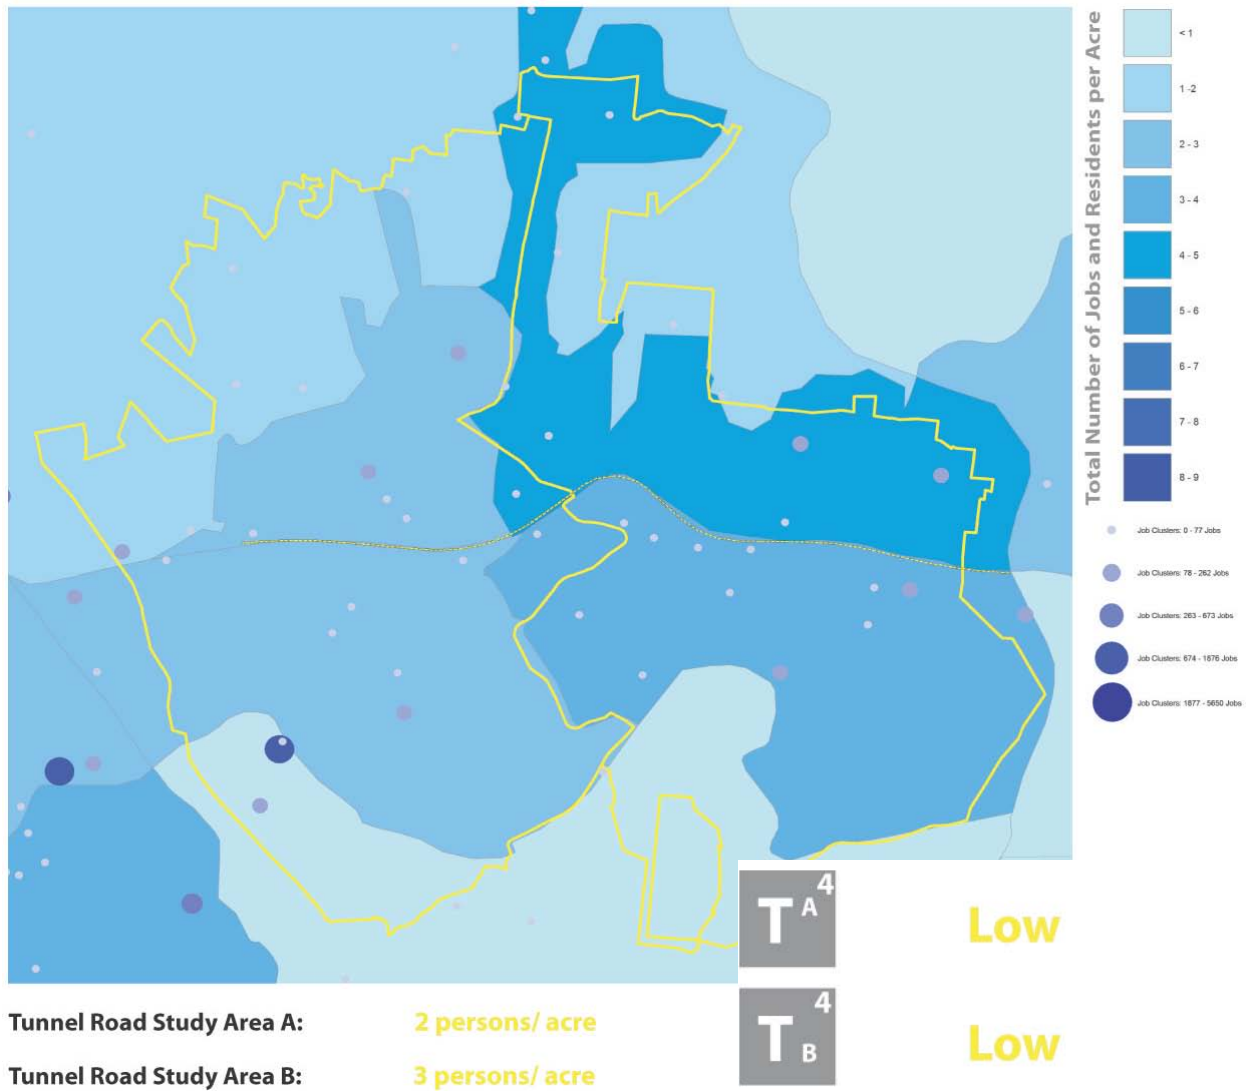 Total Number of Jobs and Residents per Acre
< 1
1 -2
2 - 3
3 - 4
4 - 5
5 - 6
6 - 7
7 - 8
8 - 9
Job Clusters: 0 - 77 Jobs
Job Clusters: 78 - 262 Jobs
Job Clusters: 263 - 673 Jobs
Job Clusters: 674 - 1876 Jobs
Job Clusters: 1877 - 5650 Jobs
T A 4
Low
Tunnel Road Study Area A: 2 persons/ acre
T B 4
Low
Tunnel Road Study Area B: 3 persons/ acre